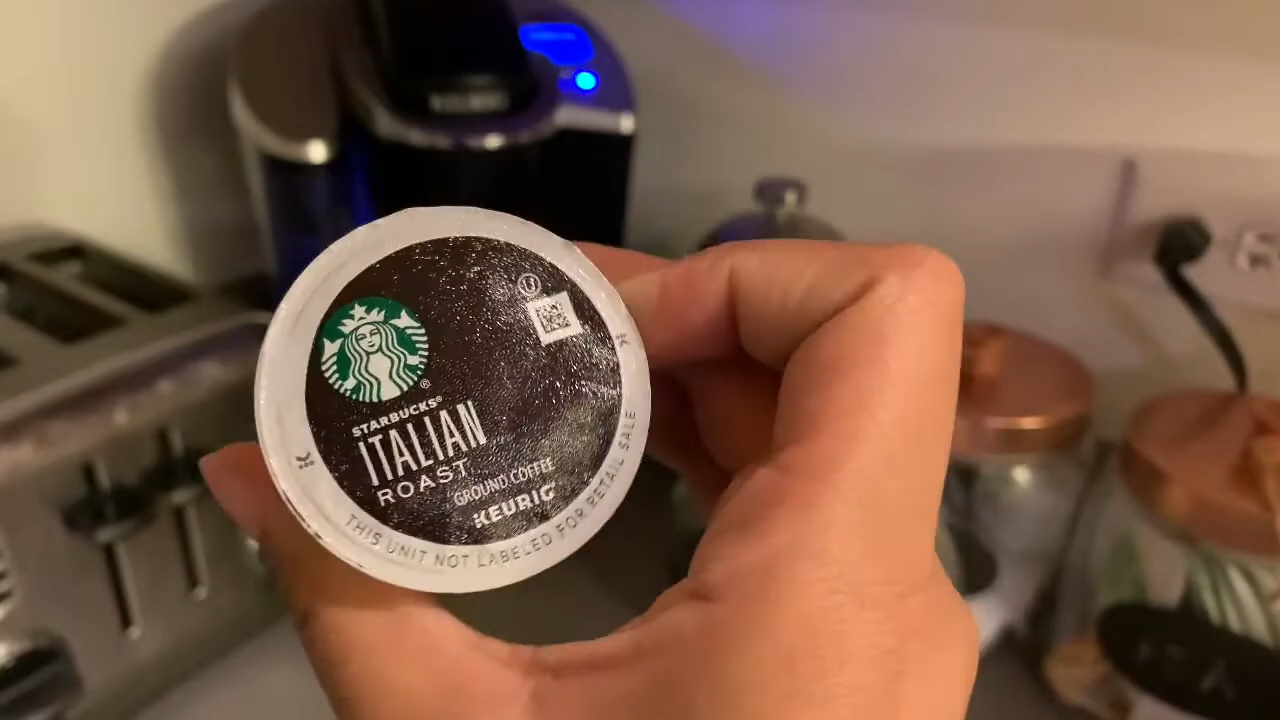 U
STARBUCKS®
ITALIAN
ROAST
GROUND COFFEE
KEURIG
THIS UNIT NOT LABELED FOR RETAIL SALE
K
K